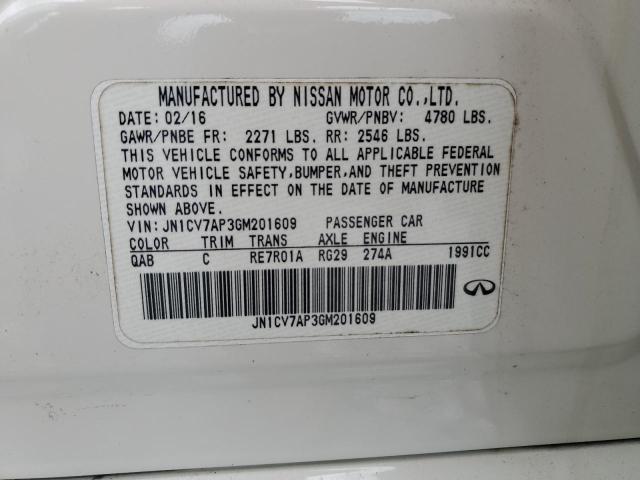 MANUFACTURED BY NISSAN MOTOR CO.,LTD.
DATE: 02/16 GVWR/PNBV: 4780 LBS.
GAWR/PNBE FR: 2271 LBS. RR: 2546 LBS.
THIS VEHICLE CONFORMS TO ALL APPLICABLE FEDERAL
MOTOR VEHICLE SAFETY,BUMPER,AND THEFT PREVENTION
STANDARDS IN EFFECT ON THE DATE OF MANUFACTURE
SHOWN ABOVE.
VIN: JN1CV7AP3GM201609 PASSENGER CAR
COLOR TRIM TRANS AXLE ENGINE
QAB C RE7R01A RG29 274A 1991CC
JN1CV7AP3GM201609